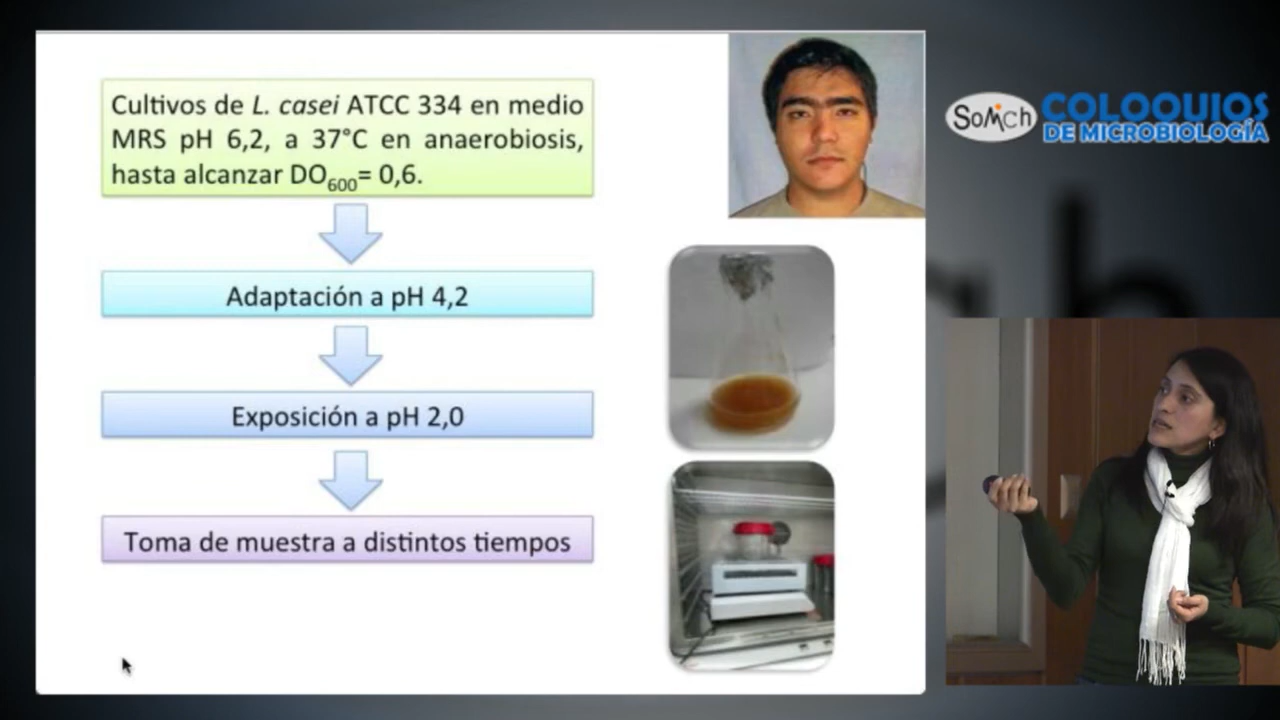 Cultivos de L. casei ATCC 334 en medio
MRS pH 6,2, a 37°C en anaerobiosis,
hasta alcanzar DO600= 0,6.
Adaptación a pH 4,2
Exposición a pH 2,0
Toma de muestra a distintos tiempos
SoMich
COLOQUIOS
DE MICROBIOLOGÍA